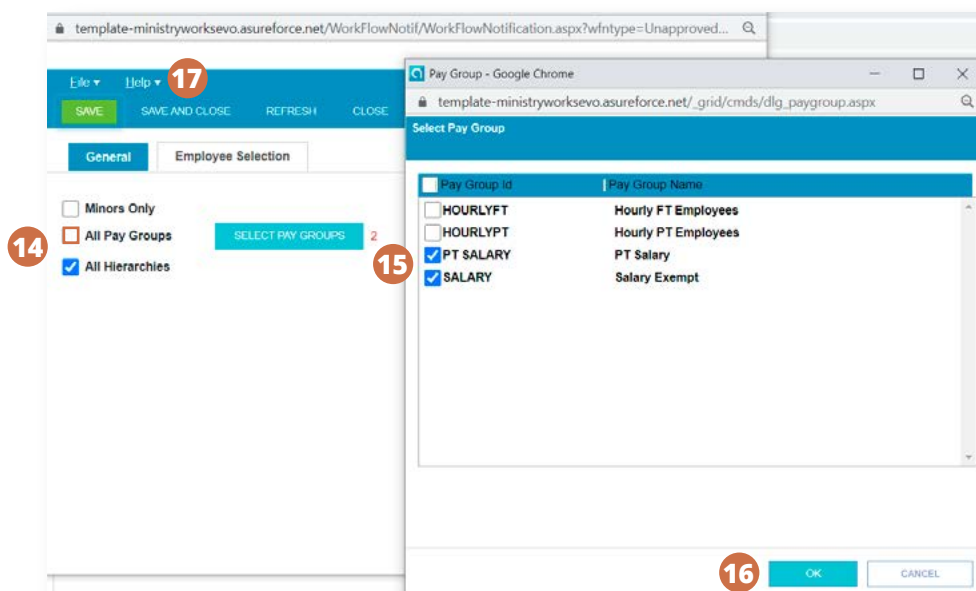 template-ministryworksevo.asureforce.net/WorkFlowNotif/WorkFlowNotification.aspx?wfntype=Unapproved...
File Help 17
SAVE SAVE AND CLOSE REFRESH CLOSE
General Employee Selection
Minors Only
14 All Pay Groups SELECT PAY GROUPS 2
All Hierarchies
Pay Group - Google Chrome
template-ministryworksevo.asureforce.net/_grid/cmds/dlg_paygroup.aspx
Select Pay Group
Pay Group Id Pay Group Name
HOURLYFT Hourly FT Employees
HOURLYPT Hourly PT Employees
15 PT SALARY PT Salary
SALARY Salary Exempt
16 OK CANCEL